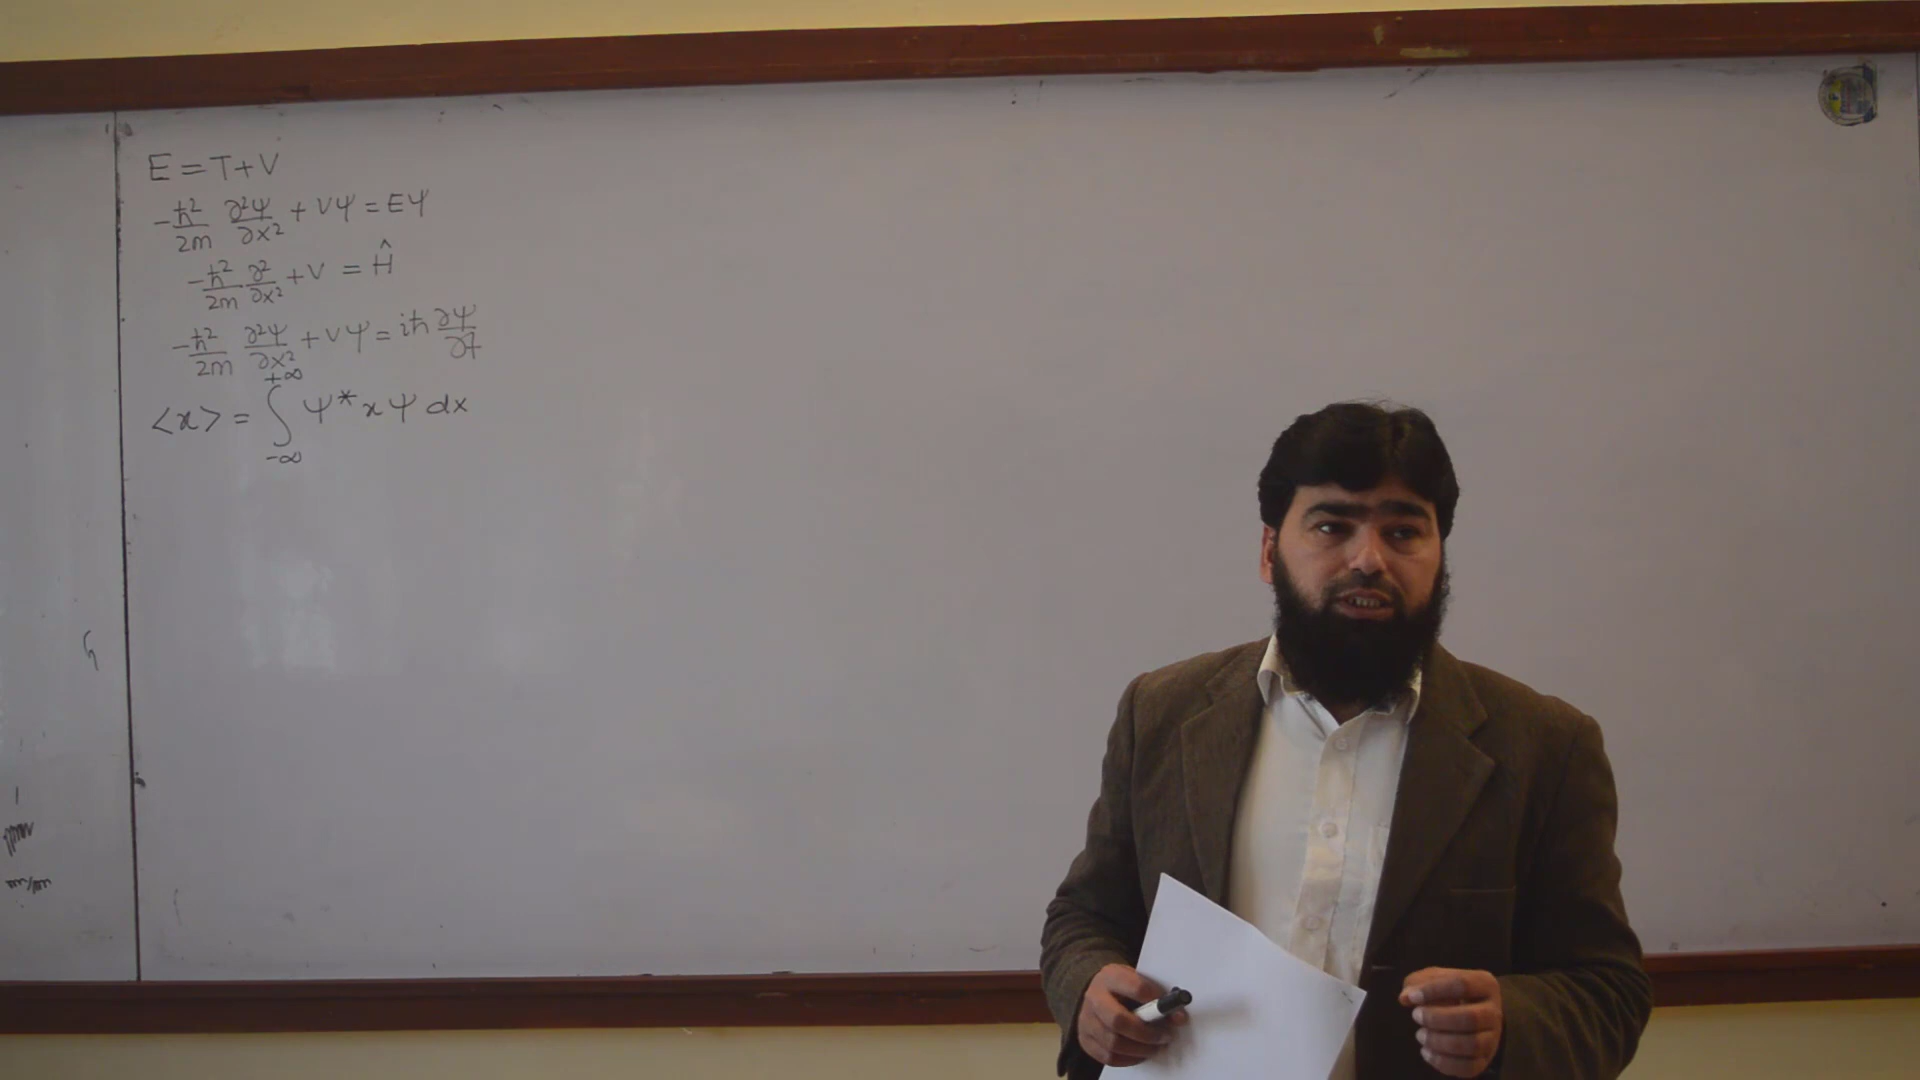 E = T + V
-ħ²/2m ∂²Ψ/∂x² + VΨ = EΨ
-ħ²/2m ∂²/∂x² + V = Ĥ
-ħ²/2m ∂²Ψ/∂x² + VΨ = iħ ∂Ψ/∂t
<x> = ∫_{-∞}^{+∞} Ψ* x Ψ dx